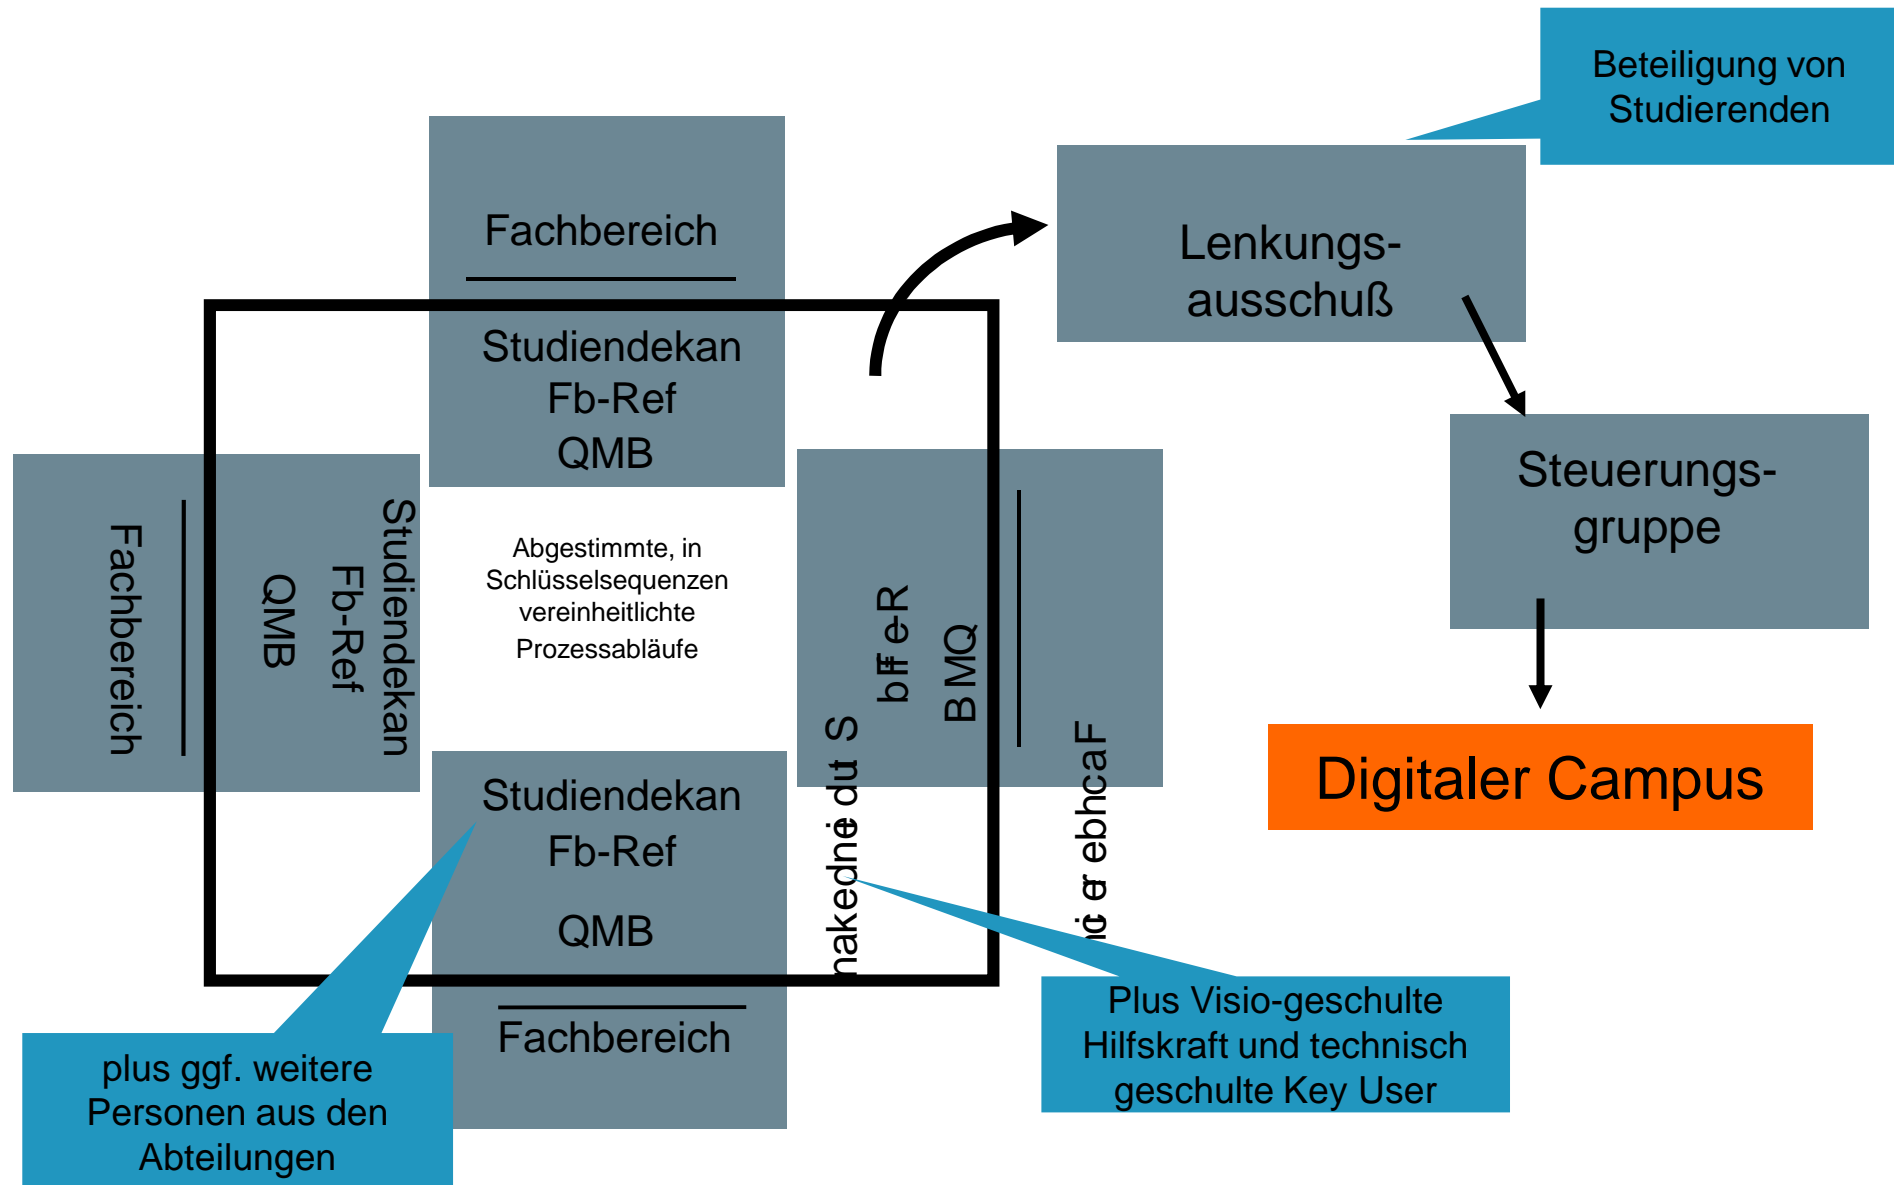 Beteiligung von
Studierenden
Fachbereich
Lenkungs-
ausschuß
Studiendekan
Fb-Ref
QMB
Steuerungs-
gruppe
Fachbereich
QMB
Fb-Ref
Studiendekan
Abgestimmte, in
Schlüsselsequenzen
vereinheitlichte
Prozessabläufe
nakedneidutS
BMQ
Digitaler Campus
Studiendekan
Fb-Ref
QMB
Fachbereich
Plus Visio-geschulte
Hilfskraft und technisch
geschulte Key User
plus ggf. weitere
Personen aus den
Abteilungen